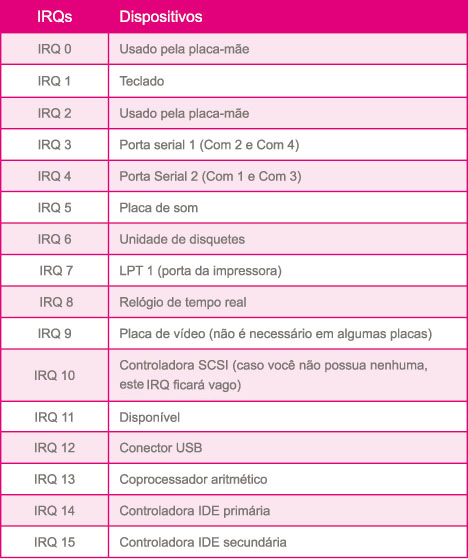 IRQs Dispositivos
IRQ 0 Usado pela placa-mãe
IRQ 1 Teclado
IRQ 2 Usado pela placa-mãe
IRQ 3 Porta serial 1 (Com 2 e Com 4)
IRQ 4 Porta Serial 2 (Com 1 e Com 3)
IRQ 5 Placa de som
IRQ 6 Unidade de disquetes
IRQ 7 LPT 1 (porta da impressora)
IRQ 8 Relógio de tempo real
IRQ 9 Placa de vídeo (não é necessário em algumas placas)
IRQ 10 Controladora SCSI (caso você não possua nenhuma,
este IRQ ficará vago)
IRQ 11 Disponível
IRQ 12 Conector USB
IRQ 13 Coprocessador aritmético
IRQ 14 Controladora IDE primária
IRQ 15 Controladora IDE secundária